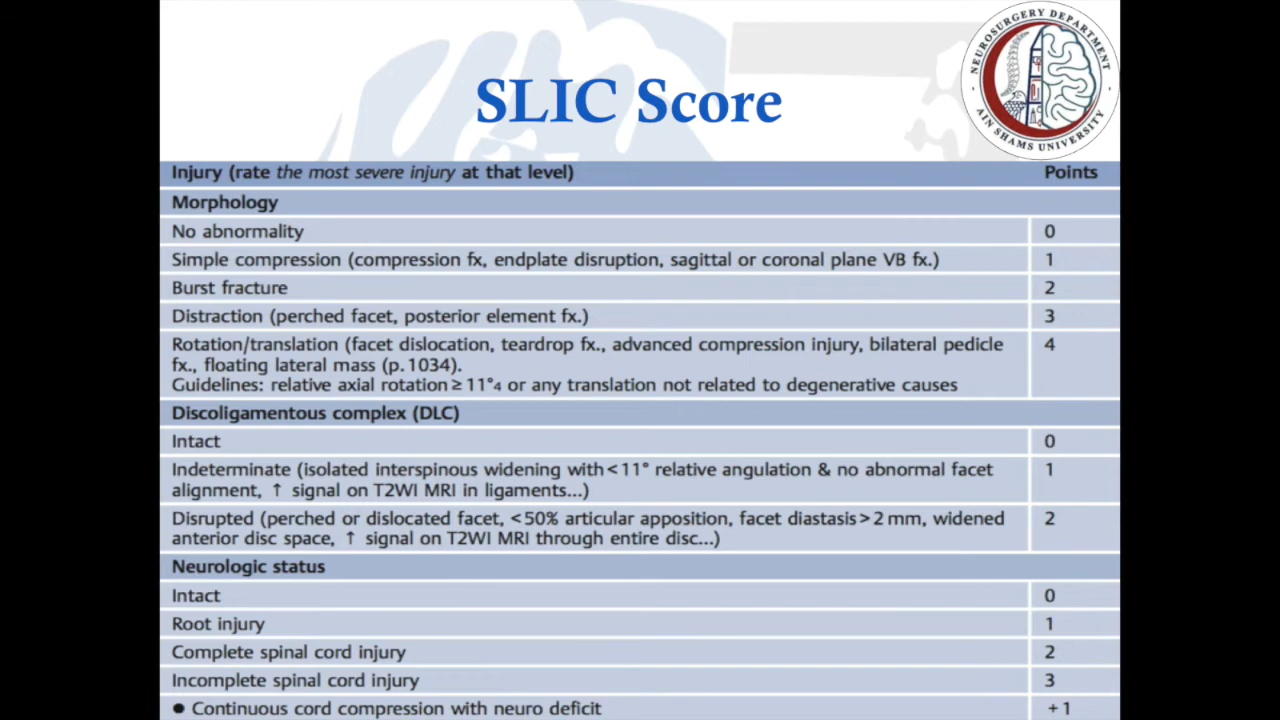 SLIC Score
NEUROSURGERY DEPARTMENT
AIN SHAMS UNIVERSITY
Injury (rate the most severe injury at that level) Points
Morphology
No abnormality 0
Simple compression (compression fx, endplate disruption, sagittal or coronal plane VB fx.) 1
Burst fracture 2
Distraction (perched facet, posterior element fx.) 3
Rotation/translation (facet dislocation, teardrop fx., advanced compression injury, bilateral pedicle 4
fx., floating lateral mass (p. 1034).
Guidelines: relative axial rotation ≥ 11°4 or any translation not related to degenerative causes
Discoligamentous complex (DLC)
Intact 0
Indeterminate (isolated interspinous widening with < 11° relative angulation & no abnormal facet 1
alignment, ↑ signal on T2WI MRI in ligaments...)
Disrupted (perched or dislocated facet, < 50% articular apposition, facet diastasis > 2 mm, widened 2
anterior disc space, ↑ signal on T2WI MRI through entire disc...)
Neurologic status
Intact 0
Root injury 1
Complete spinal cord injury 2
Incomplete spinal cord injury 3
● Continuous cord compression with neuro deficit +1